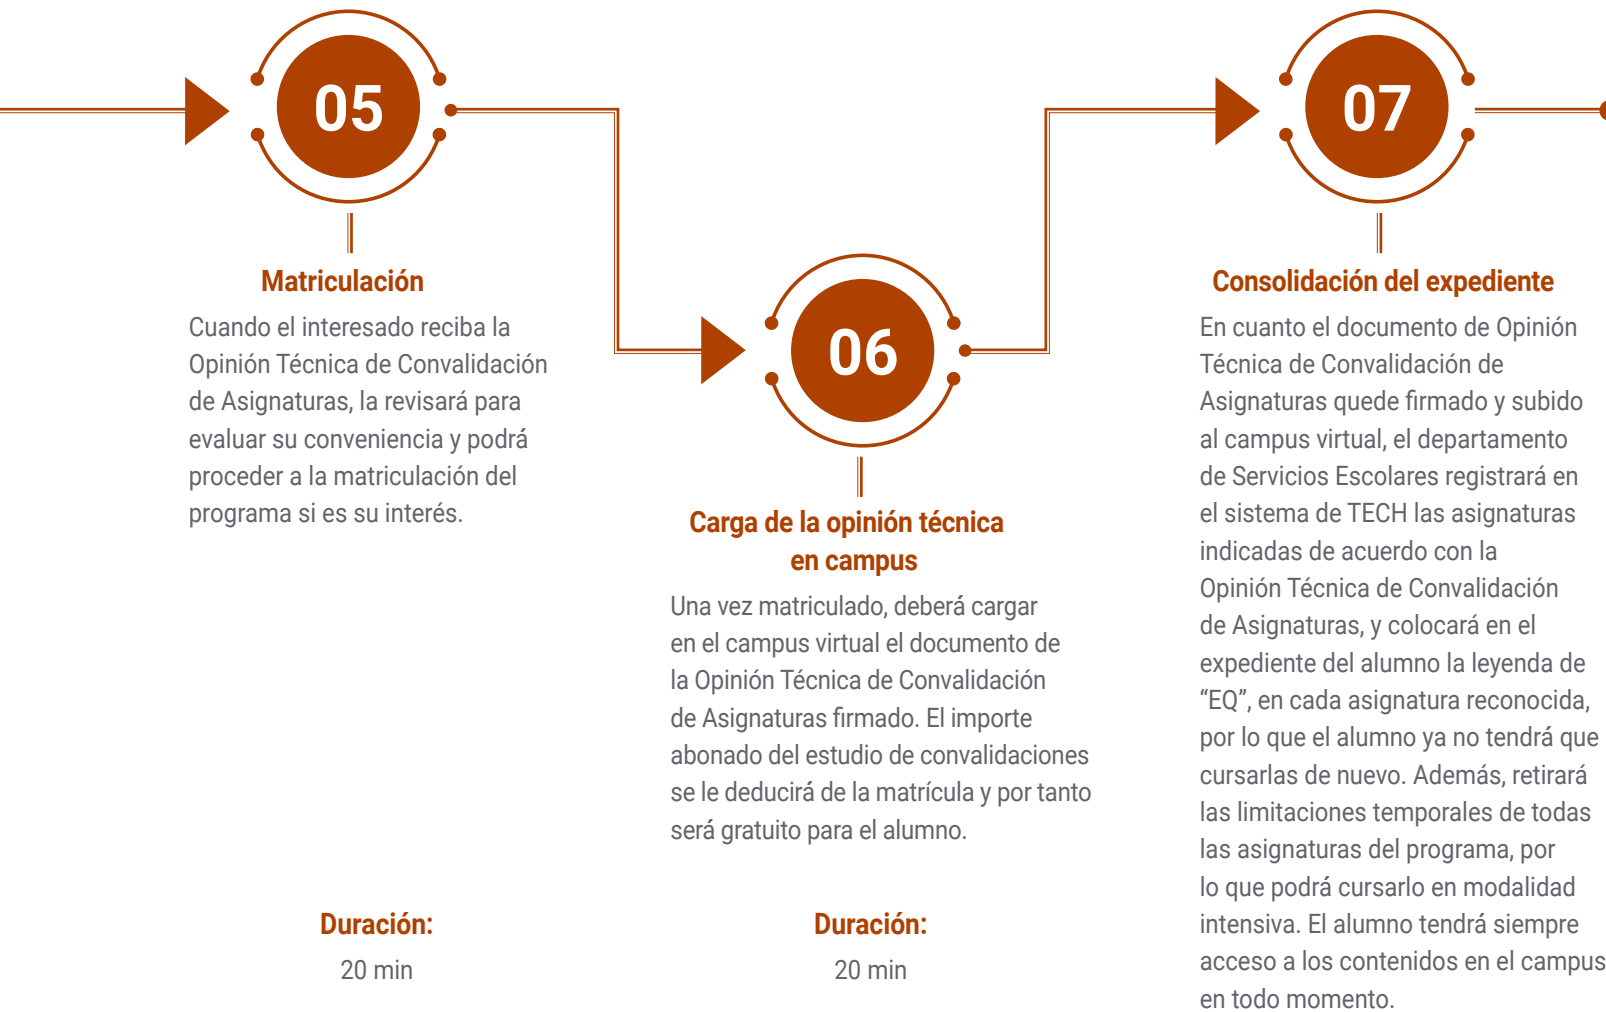 05
Matriculación
Cuando el interesado reciba la
Opinión Técnica de Convalidación
de Asignaturas, la revisará para
evaluar su conveniencia y podrá
proceder a la matriculación del
programa si es su interés.
Duración:
20 min
06
Carga de la opinión técnica
en campus
Una vez matriculado, deberá cargar
en el campus virtual el documento de
la Opinión Técnica de Convalidación
de Asignaturas firmado. El importe
abonado del estudio de convalidaciones
se le deducirá de la matrícula y por tanto
será gratuito para el alumno.
Duración:
20 min
07
Consolidación del expediente
En cuanto el documento de Opinión
Técnica de Convalidación de
Asignaturas quede firmado y subido
al campus virtual, el departamento
de Servicios Escolares registrará en
el sistema de TECH las asignaturas
indicadas de acuerdo con la
Opinión Técnica de Convalidación
de Asignaturas, y colocará en el
expediente del alumno la leyenda de
“EQ”, en cada asignatura reconocida,
por lo que el alumno ya no tendrá que
cursarlas de nuevo. Además, retirará
las limitaciones temporales de todas
las asignaturas del programa, por
lo que podrá cursarlo en modalidad
intensiva. El alumno tendrá siempre
acceso a los contenidos en el campus
en todo momento.